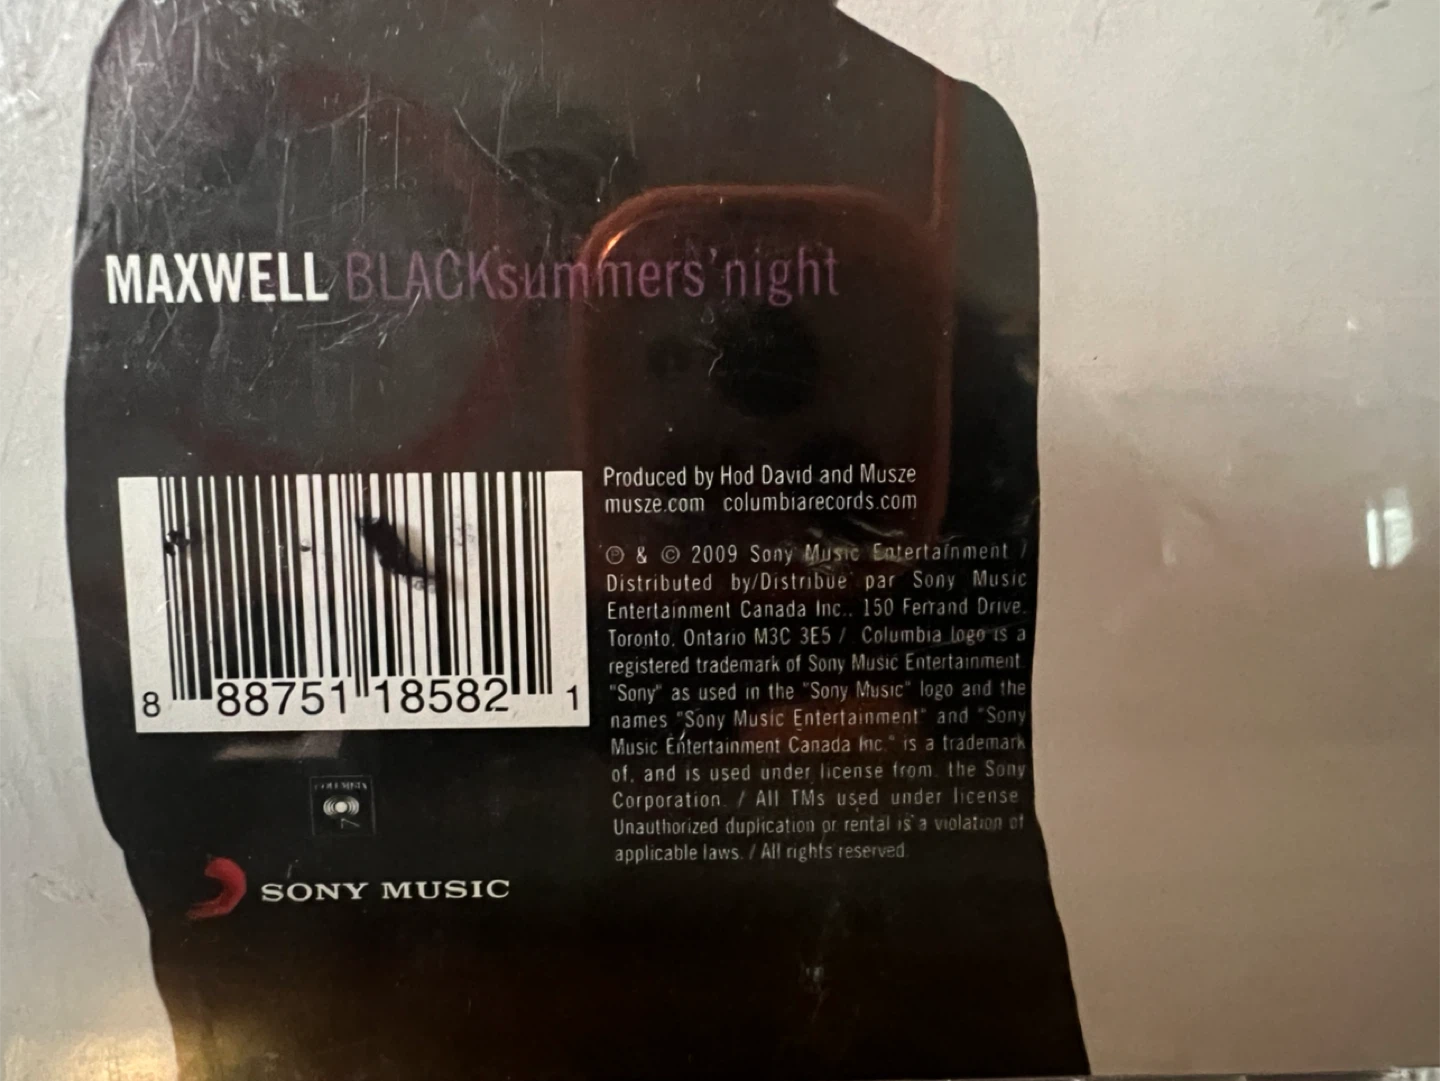 MAXWELL BLACKsummers'night
8 88751 18582 1
Produced by Hod David and Musze
musze.com columbiarecords.com
℗ & © 2009 Sony Music Entertainment /
Distributed by/Distribué par Sony Music
Entertainment Canada Inc., 150 Ferrand Drive,
Toronto, Ontario M3C 3E5 / Columbia logo is a
registered trademark of Sony Music Entertainment.
"Sony" as used in the "Sony Music" logo and the
names "Sony Music Entertainment" and "Sony
Music Entertainment Canada Inc." is a trademark
of, and is used under license from, the Sony
Corporation. / All TMs used under license.
Unauthorized duplication or rental is a violation of
applicable laws. / All rights reserved.
COLUMBIA
SONY MUSIC